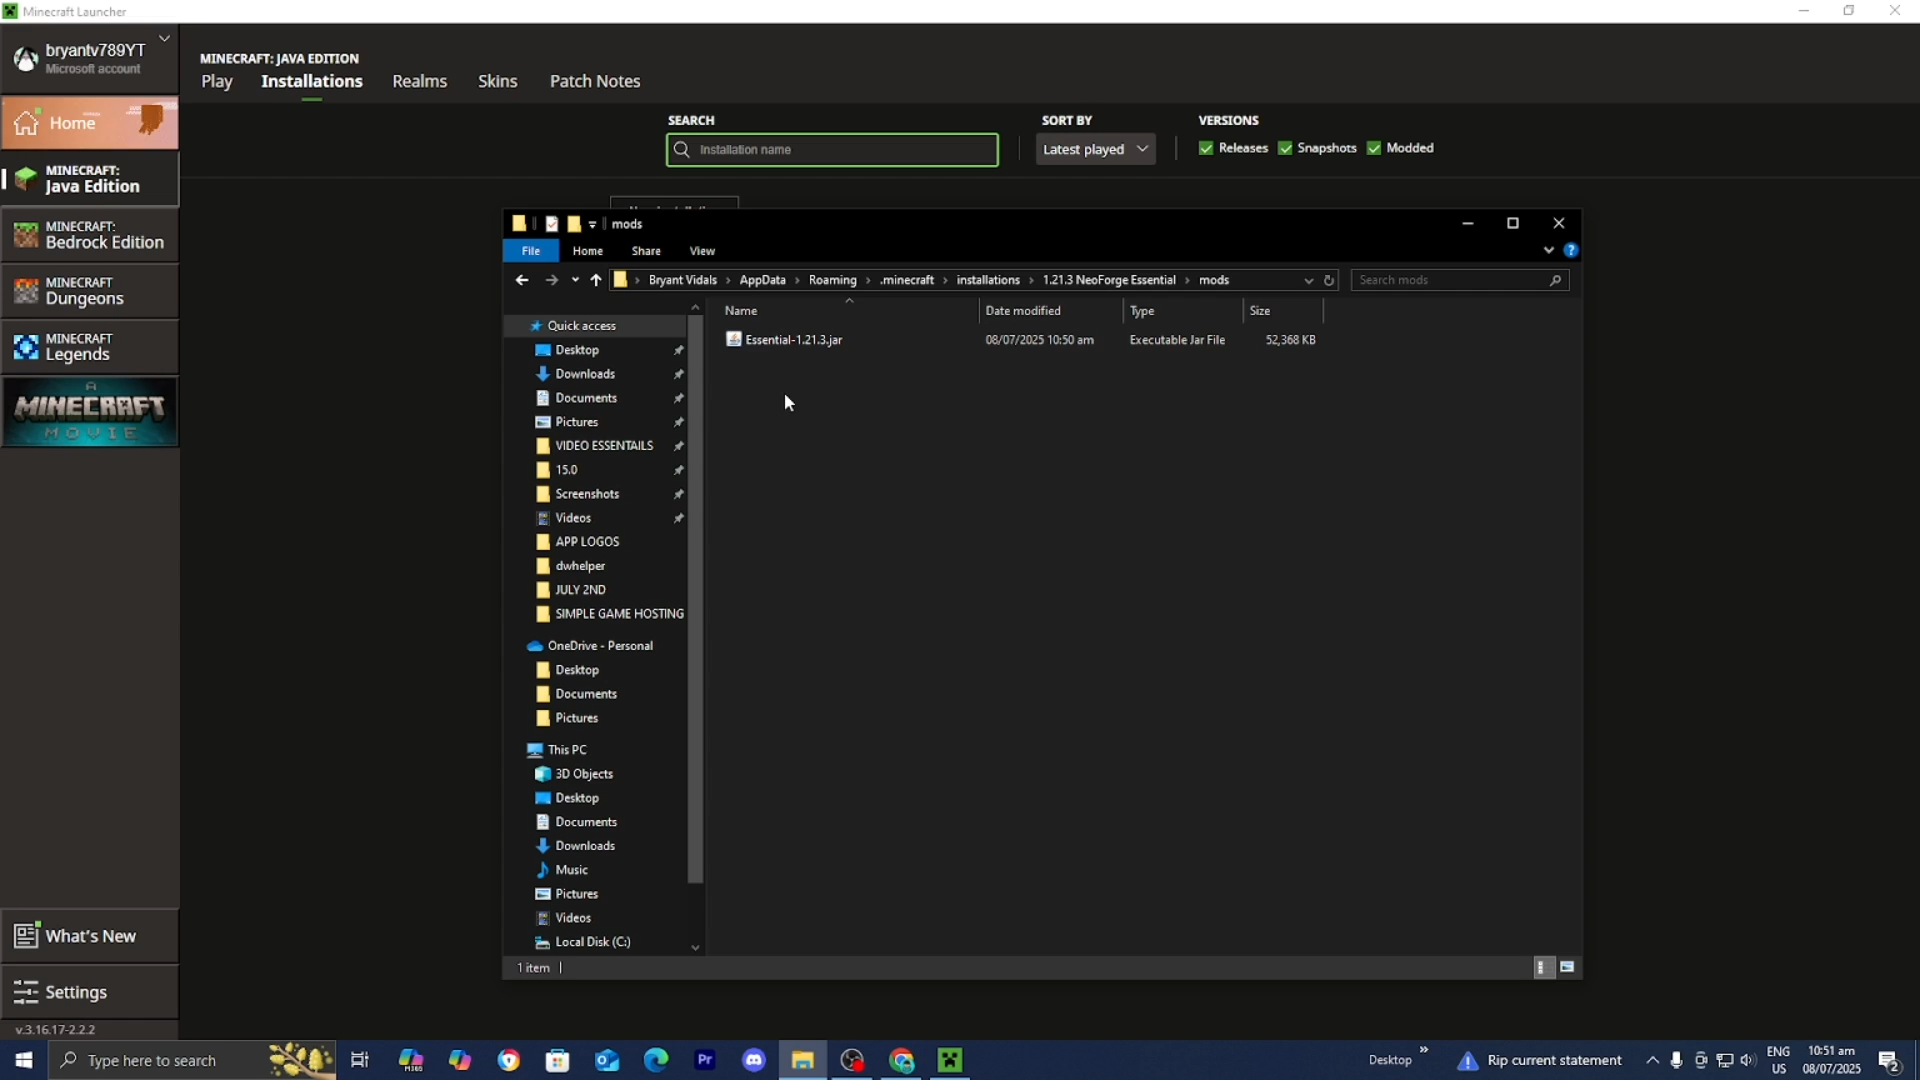 Minecraft Launcher
bryantv789YT
Microsoft account
MINECRAFT: JAVA EDITION
Play
Installations
Realms
Skins
Patch Notes
SEARCH
Installation name
SORT BY
Latest played
VERSIONS
Releases
Snapshots
Modded
Home
MINECRAFT:
Java Edition
MINECRAFT:
Bedrock Edition
MINECRAFT
Dungeons
MINECRAFT
Legends
A
MINECRAFT
MOVIE
What's New
Settings
v.3.16.17-2.2.2
mods
File
Home
Share
View
Bryant Vidals
AppData
Roaming
.minecraft
installations
1.21.3 NeoForge Essential
mods
Search mods
Name
Date modified
Type
Size
Essential-1.21.3.jar
08/07/2025 10:50 am
Executable Jar File
52,368 KB
Quick access
Desktop
Downloads
Documents
Pictures
VIDEO ESSENTAILS
15.0
Screenshots
Videos
APP LOGOS
dwhelper
JULY 2ND
SIMPLE GAME HOSTING
OneDrive - Personal
Desktop
Documents
Pictures
This PC
3D Objects
Desktop
Documents
Downloads
Music
Pictures
Videos
Local Disk (C:)
1 item
Type here to search
Desktop
Rip current statement
ENG
US
10:51 am
08/07/2025
2